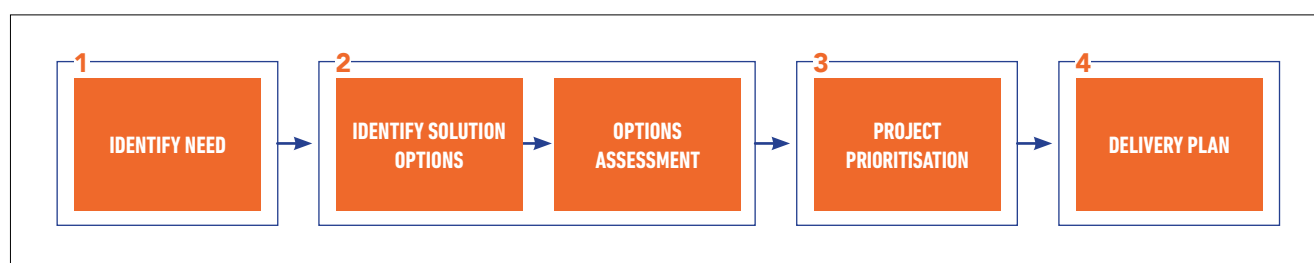 1
IDENTIFY NEED
2
IDENTIFY SOLUTION
OPTIONS
OPTIONS
ASSESSMENT
3
PROJECT
PRIORITISATION
4
DELIVERY PLAN